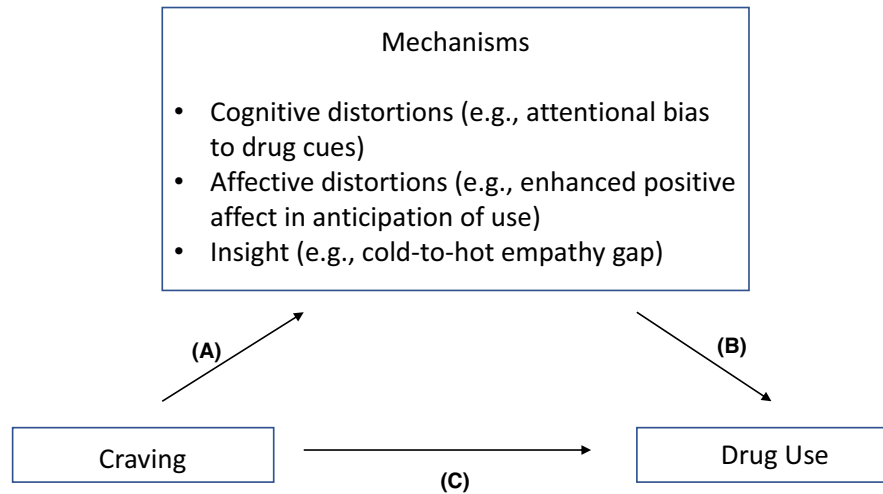 Mechanisms
• Cognitive distortions (e.g., attentional bias
to drug cues)
• Affective distortions (e.g., enhanced positive
affect in anticipation of use)
• Insight (e.g., cold-to-hot empathy gap)
(A)
(B)
Craving
(C)
Drug Use